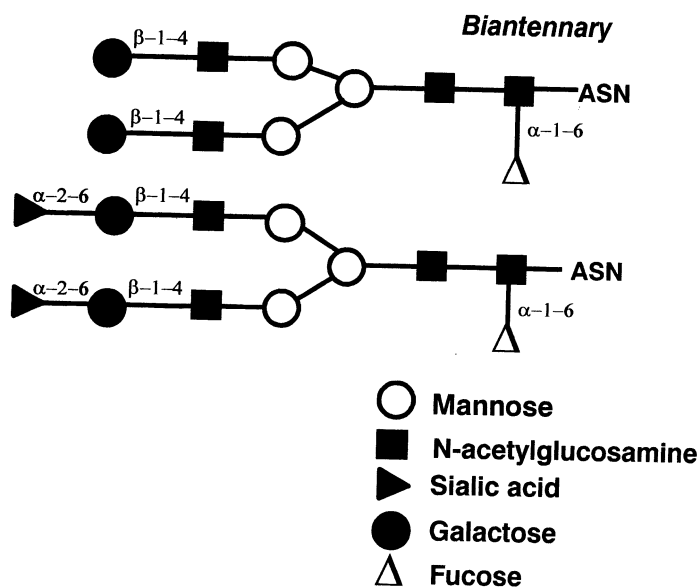 Biantennary
β–1–4
ASN
β–1–4
α–1–6
α–2–6
β–1–4
α–2–6
β–1–4
ASN
α–1–6
Mannose
N-acetylglucosamine
Sialic acid
Galactose
Fucose